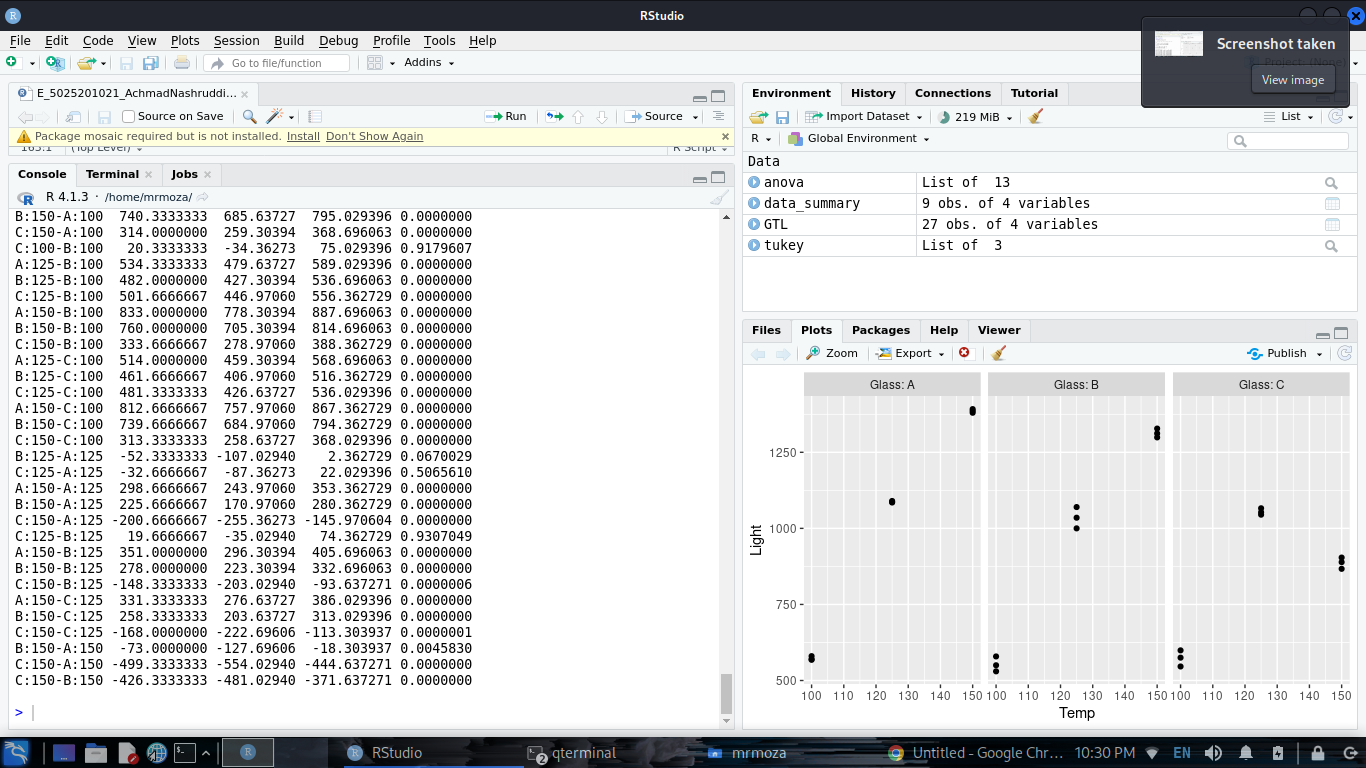 RStudio
File Edit Code View Plots Session Build Debug Profile Tools Help
Screenshot taken
View image
Go to file/function
Addins
E_5025201021_AchmadNashruddi...
Source on Save
Run
Source
Package mosaic required but is not installed. Install Don't Show Again
Console Terminal Jobs
R 4.1.3 · /home/mrmoza/
B:150-A:100 740.3333333 685.63727 795.029396 0.0000000
C:150-A:100 314.0000000 259.30394 368.696063 0.0000000
C:100-B:100 20.3333333 -34.36273 75.029396 0.9179607
A:125-B:100 534.3333333 479.63727 589.029396 0.0000000
B:125-B:100 482.0000000 427.30394 536.696063 0.0000000
C:125-B:100 501.6666667 446.97060 556.362729 0.0000000
A:150-B:100 833.0000000 778.30394 887.696063 0.0000000
B:150-B:100 760.0000000 705.30394 814.696063 0.0000000
C:150-B:100 333.6666667 278.97060 388.362729 0.0000000
A:125-C:100 514.0000000 459.30394 568.696063 0.0000000
B:125-C:100 461.6666667 406.97060 516.362729 0.0000000
C:125-C:100 481.3333333 426.63727 536.029396 0.0000000
A:150-C:100 812.6666667 757.97060 867.362729 0.0000000
B:150-C:100 739.6666667 684.97060 794.362729 0.0000000
C:150-C:100 313.3333333 258.63727 368.029396 0.0000000
B:125-A:125 -52.3333333 -107.02940 2.362729 0.0670029
C:125-A:125 -32.6666667 -87.36273 22.029396 0.5065610
A:150-A:125 298.6666667 243.97060 353.362729 0.0000000
B:150-A:125 225.6666667 170.97060 280.362729 0.0000000
C:150-A:125 -200.6666667 -255.36273 -145.970604 0.0000000
C:125-B:125 19.6666667 -35.02940 74.362729 0.9307049
A:150-B:125 351.0000000 296.30394 405.696063 0.0000000
B:150-B:125 278.0000000 223.30394 332.696063 0.0000000
C:150-B:125 -148.3333333 -203.02940 -93.637271 0.0000006
A:150-C:125 331.3333333 276.63727 386.029396 0.0000000
B:150-C:125 258.3333333 203.63727 313.029396 0.0000000
C:150-C:125 -168.0000000 -222.69606 -113.303937 0.0000001
B:150-A:150 -73.0000000 -127.69606 -18.303937 0.0045830
C:150-A:150 -499.3333333 -554.02940 -444.637271 0.0000000
C:150-B:150 -426.3333333 -481.02940 -371.637271 0.0000000
>
Environment History Connections Tutorial
Import Dataset 219 MiB List
R Global Environment
Data
anova List of 13
data_summary 9 obs. of 4 variables
GTL 27 obs. of 4 variables
tukey List of 3
Files Plots Packages Help Viewer
Zoom Export Publish
Glass: A Glass: B Glass: C
1250
1000
750
500
Light
100 110 120 130 140 150 100 110 120 130 140 150 100 110 120 130 140 150
Temp
RStudio 2 qterminal mrmoza Untitled - Google Chr... 10:30 PM EN